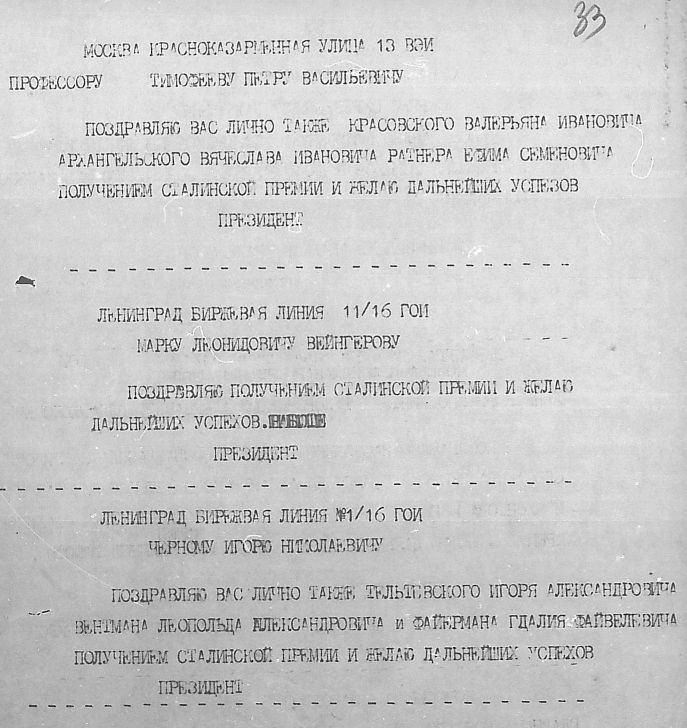 33
МОСКВА КРАСНОКАЗАРМЕННАЯ УЛИЦА 13 ВЭИ
ПРОФЕССОРУ ТИМОФЕЕВУ ПЕТРУ ВАСИЛЬЕВИЧУ
ПОЗДРАВЛЯЮ ВАС ЛИЧНО ТАКЖЕ КРАСОВСКОГО ВАЛЕРЬЯНА ИВАНОВИЧА
АРХАНГЕЛЬСКОГО ВЯЧЕСЛАВА ИВАНОВИЧА РАТНЕРА ЕФИМА СЕМЕНОВИЧА
ПОЛУЧЕНИЕМ СТАЛИНСКОЙ ПРЕМИИ И ЖЕЛАЮ ДАЛЬНЕЙШИХ УСПЕЗОВ
ПРЕЗИДЕНТ
ЛЕНИНГРАД БИРЖЕВАЯ ЛИНИЯ 11/16 ГОИ
МАРКУ ЛЕОНИДОВИЧУ ВЕЙНГЕРОВУ
ПОЗДРЕВЛЯЮ ПОЛУЧЕНИЕМ СТАЛИНСКОЙ ПРЕМИИ И ЖЕЛАЮ
ДАЛЬНЕЙШИХ УСПЕХОВ.
ПРЕЗИДЕНТ
ЛЕНИНГРАД БИРЕЖВАЯ ЛИНИЯ №1/16 ГОИ
ЧЕРНОМУ ИГОРЮ НИКОЛАЕВИЧУ
ПОЗДРАВЛЯЮ ВАС ЛИЧНО ТАКЖЕ ТЕЛЬТЕВСКОГО ИГОРЯ АЛЕКСАНДРОВИЧА
ВЕНТМАНА ЛЕОПОЛЬДА АЛЕКСАНДРОВИЧА и ФАЙЕРМАНА ГДАЛИЯ ФАЙВЕЛЕВИЧА
ПОЛУЧЕНИЕМ СТАЛИНСКОЙ ПРЕМИИ И ЖЕЛАЮ ДАЛЬНЕЙШИХ УСПЕХОВ
ПРЕЗИДЕНТ